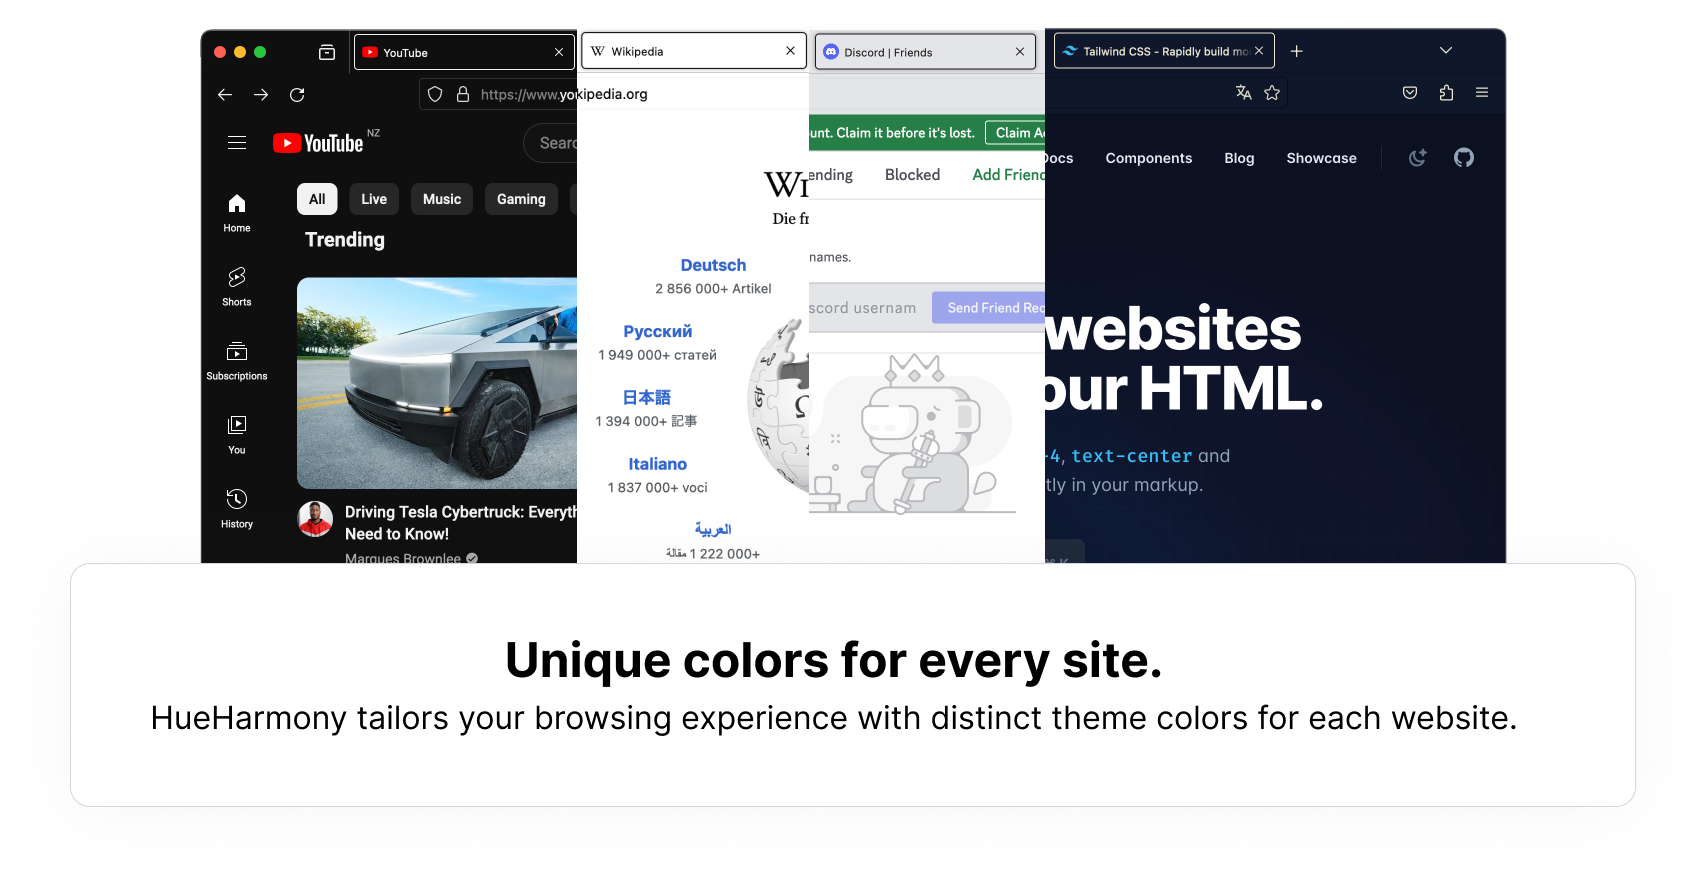 YouTube
Wikipedia
Discord | Friends
Tailwind CSS - Rapidly build mo
https://www.yo
kipedia.org
YouTube NZ
Searc
All
Live
Music
Gaming
Trending
Home
Shorts
Subscriptions
You
History
Driving Tesla Cybertruck: Everyth
Need to Know!
Marques Brownlee
Wi
Die fr
Deutsch
2 856 000+ Artikel
Русский
1 949 000+ статей
日本語
1 394 000+ 記事
Italiano
1 837 000+ voci
العربية
1 222 000+ مقالة
unt. Claim it before it's lost.
Claim Ac
ending
Blocked
Add Friend
names.
scord usernam
Send Friend Req
Docs
Components
Blog
Showcase
websites
our HTML.
-4, text-center and
tly in your markup.
Unique colors for every site.
HueHarmony tailors your browsing experience with distinct theme colors for each website.